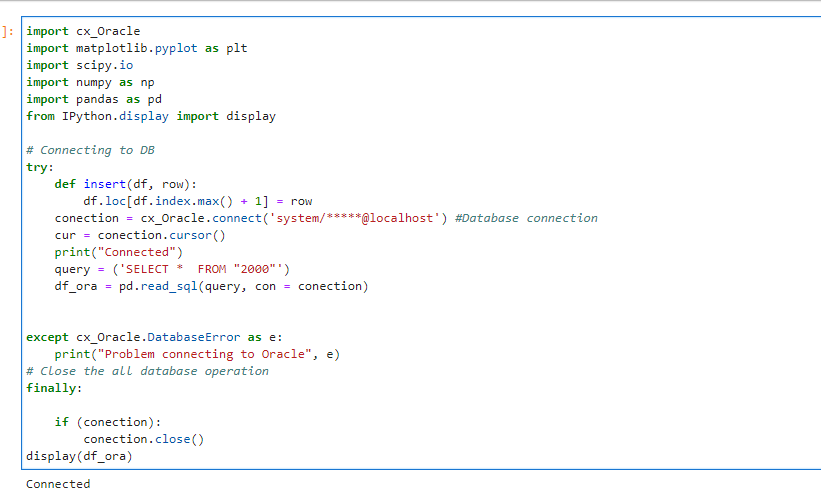 ]:
import cx_Oracle
import matplotlib.pyplot as plt
import scipy.io
import numpy as np
import pandas as pd
from IPython.display import display
# Connecting to DB
try:
    def insert(df, row):
        df.loc[df.index.max() + 1] = row
    conection = cx_Oracle.connect('system/*****@localhost') #Database connection
    cur = conection.cursor()
    print("Connected")
    query = ('SELECT *  FROM "2000"')
    df_ora = pd.read_sql(query, con = conection)
except cx_Oracle.DatabaseError as e:
    print("Problem connecting to Oracle", e)
# Close the all database operation
finally:
    if (conection):
        conection.close()
display(df_ora)
Connected